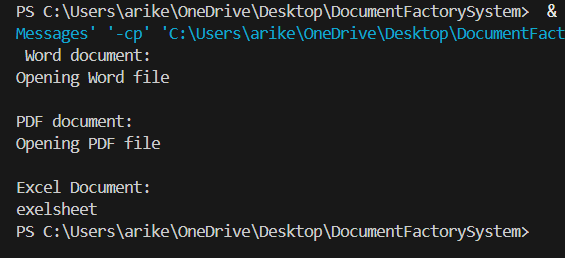 PS C:\Users\arike\OneDrive\Desktop\DocumentFactorySystem>  &
Messages' '-cp' 'C:\Users\arike\OneDrive\Desktop\DocumentFact
 Word document:
Opening Word file

PDF document:
Opening PDF file

Excel Document:
exelsheet
PS C:\Users\arike\OneDrive\Desktop\DocumentFactorySystem>